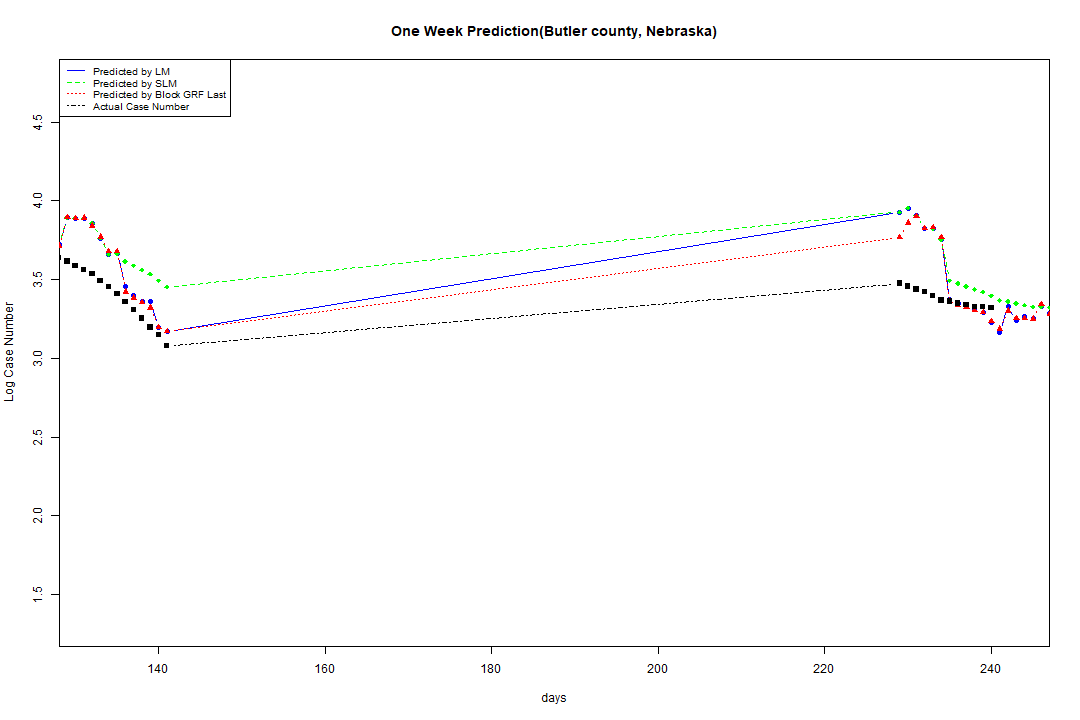 One Week Prediction(Butler county, Nebraska)
Predicted by LM
Predicted by SLM
Predicted by Block GRF Last
Actual Case Number
Log Case Number
4.5
4.0
3.5
3.0
2.5
2.0
1.5
140 160 180 200 220 240
days